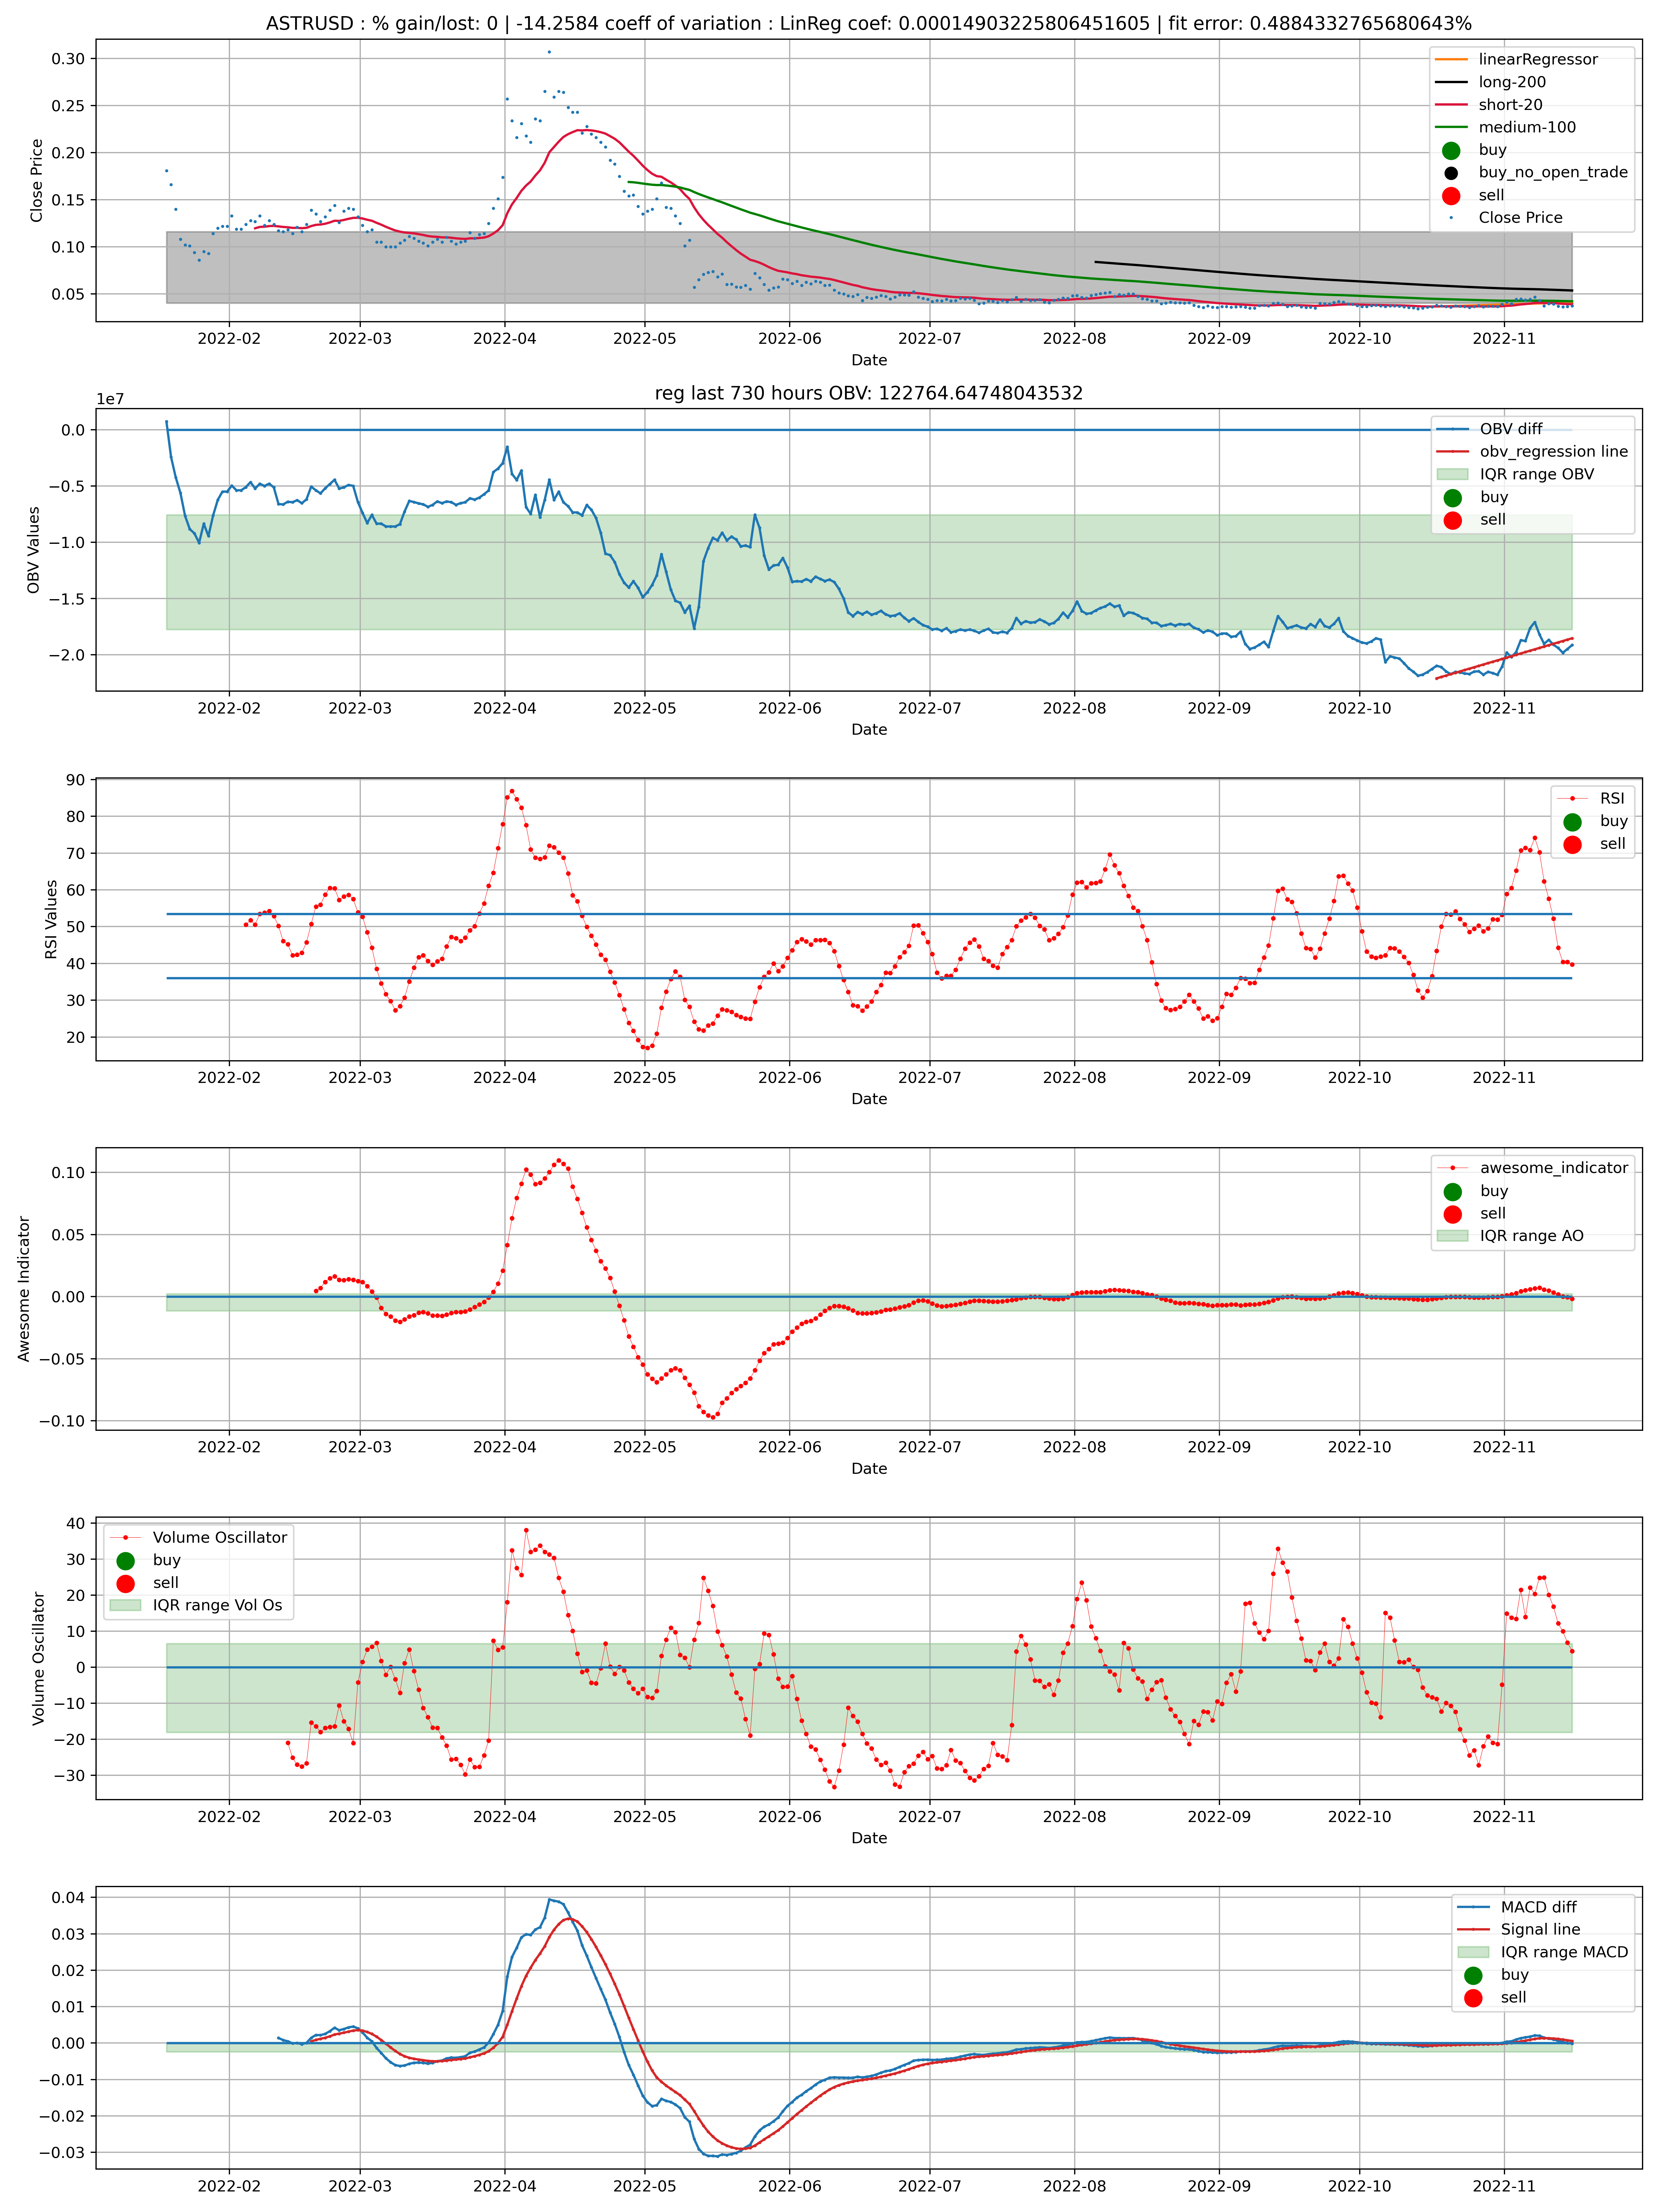 ASTRUSD : % gain/lost: 0 | -14.2584 coeff of variation : LinReg coef: 0.00014903225806451605 | fit error: 0.4884332765680643%
0.30
0.25
0.20
0.15
0.10
0.05
Close Price
linearRegressor
long-200
short-20
medium-100
buy
buy_no_open_trade
sell
Close Price
2022-02 2022-03 2022-04 2022-05 2022-06 2022-07 2022-08 2022-09 2022-10 2022-11
Date
reg last 730 hours OBV: 122764.64748043532
1e7
0.0
−0.5
−1.0
−1.5
−2.0
OBV Values
OBV diff
obv_regression line
IQR range OBV
buy
sell
2022-02 2022-03 2022-04 2022-05 2022-06 2022-07 2022-08 2022-09 2022-10 2022-11
Date
90
80
70
60
50
40
30
20
RSI Values
RSI
buy
sell
2022-02 2022-03 2022-04 2022-05 2022-06 2022-07 2022-08 2022-09 2022-10 2022-11
Date
0.10
0.05
0.00
−0.05
−0.10
Awesome Indicator
awesome_indicator
buy
sell
IQR range AO
2022-02 2022-03 2022-04 2022-05 2022-06 2022-07 2022-08 2022-09 2022-10 2022-11
Date
40
30
20
10
0
−10
−20
−30
Volume Oscillator
Volume Oscillator
buy
sell
IQR range Vol Os
2022-02 2022-03 2022-04 2022-05 2022-06 2022-07 2022-08 2022-09 2022-10 2022-11
Date
0.04
0.03
0.02
0.01
0.00
−0.01
−0.02
−0.03
MACD diff
Signal line
IQR range MACD
buy
sell
2022-02 2022-03 2022-04 2022-05 2022-06 2022-07 2022-08 2022-09 2022-10 2022-11